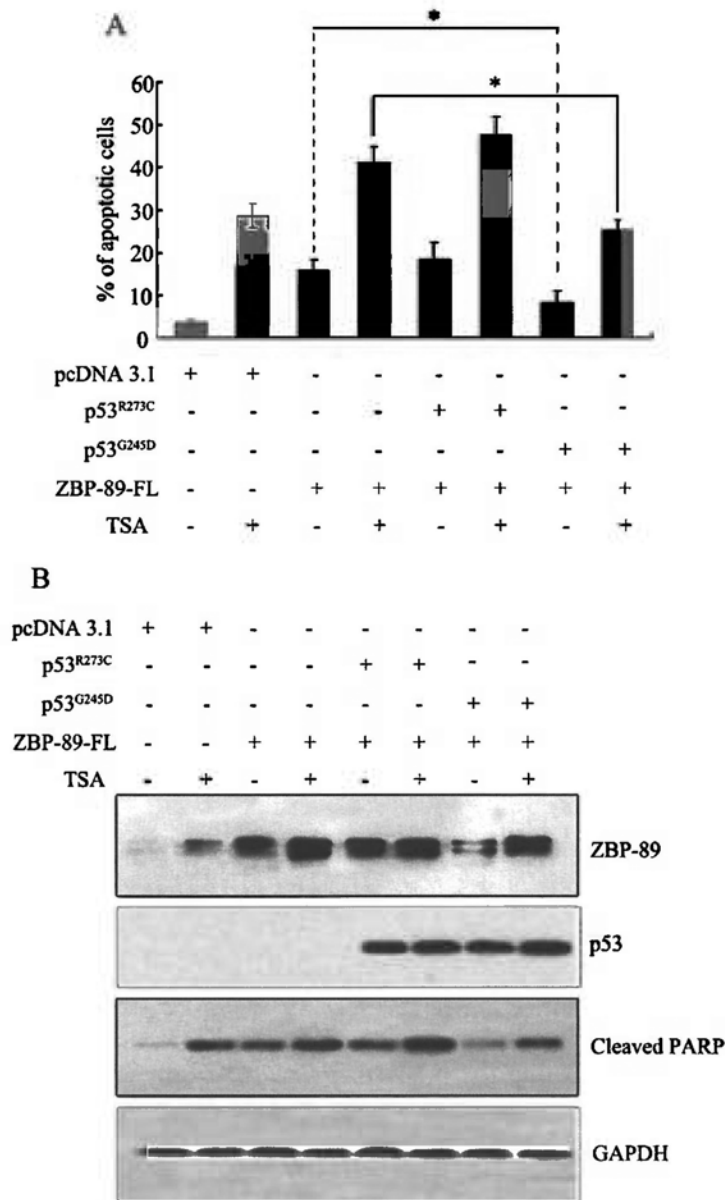 A
*
*
60
50
40
30
20
10
0
% of apoptotic cells
pcDNA 3.1 + + - - - - - -
p53R273C - - - - + + - -
p53G245D - - - - - - + +
ZBP-89-FL - - + + + + + +
TSA - + - + - + - +
B
pcDNA 3.1 + + - - - - - -
p53R273C - - - - + + - -
p53G245D - - - - - - + +
ZBP-89-FL - - + + + + + +
TSA - + - + - + - +
ZBP-89
p53
Cleaved PARP
GAPDH